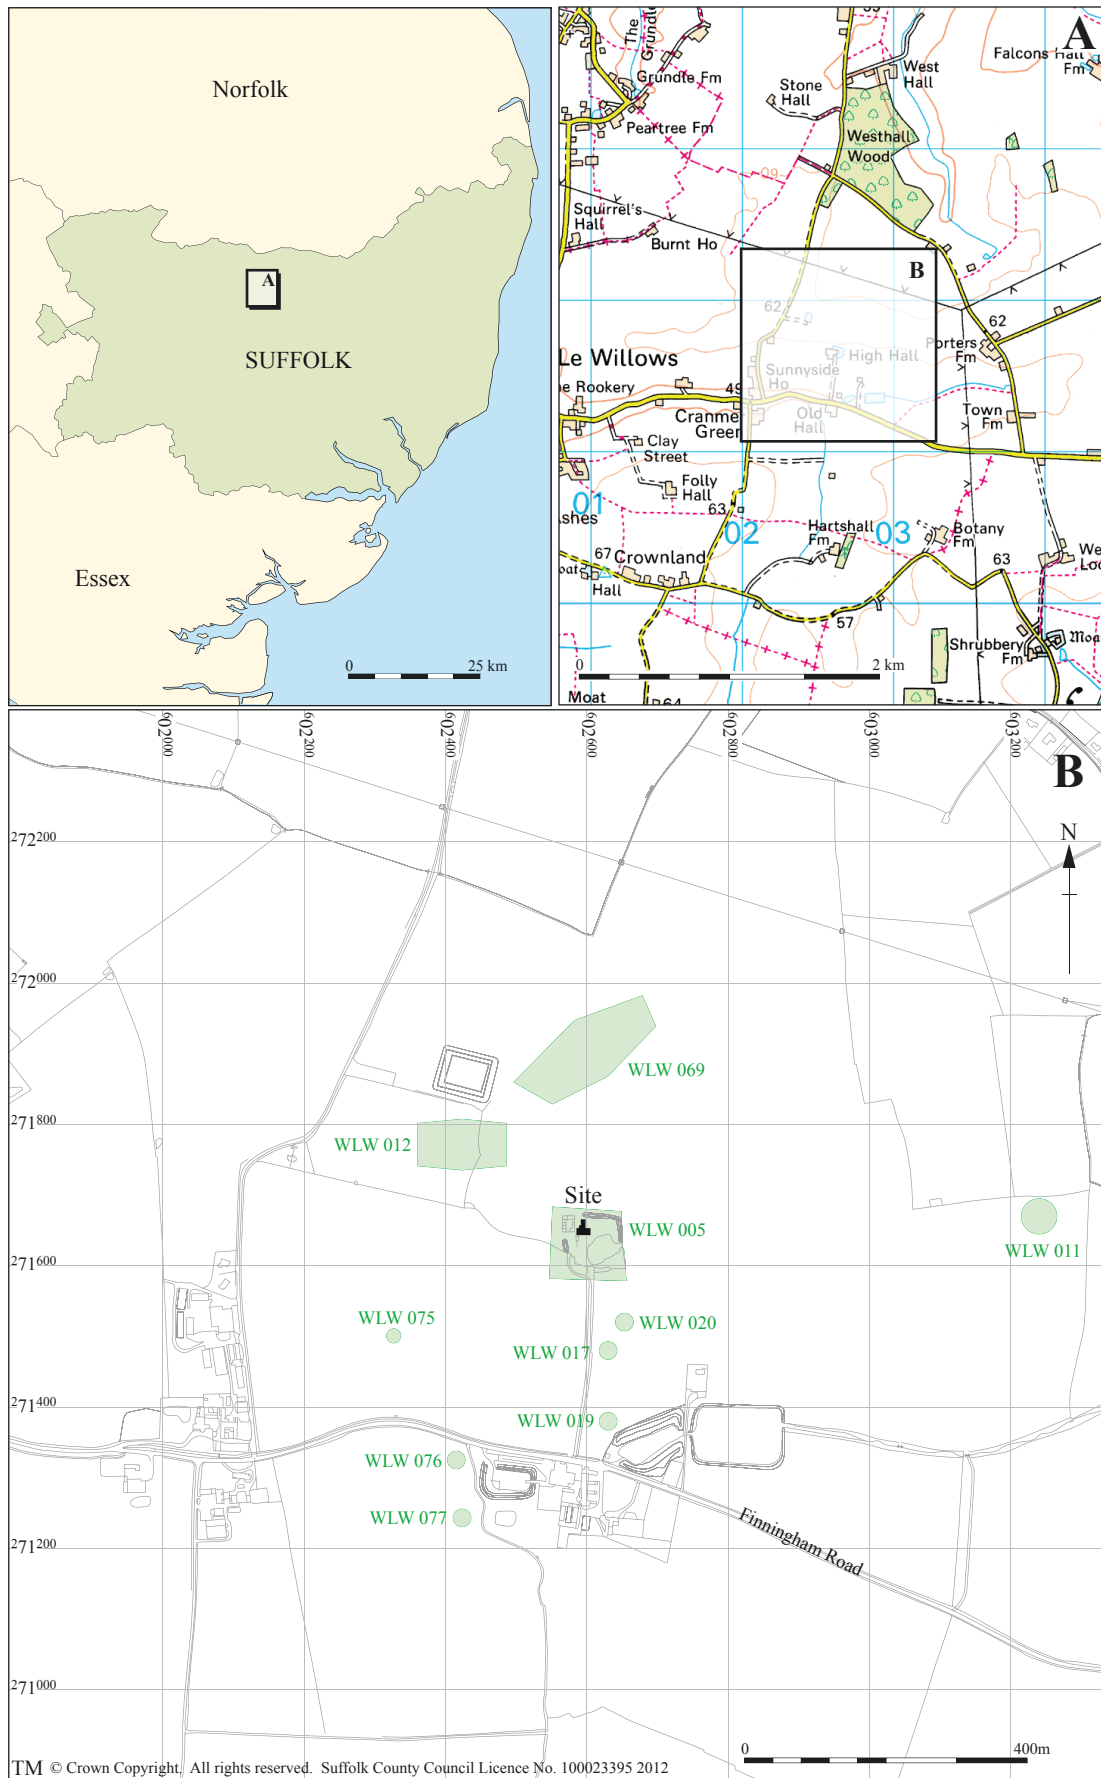 Norfolk
A
SUFFOLK
Essex
0 25 km
A
The
Grundle
Grundle Fm
Peartree Fm
Stone
Hall
West
Hall
Falcons Hall
Fm
Westhall
Wood
Squirrel's
Hall
Burnt Ho
B
62
High Hall
62
Porters
Fm
Le Willows
Sunnyside
Ho
49
Cranmer
Green
Old
Hall
Town
Fm
Clay
Street
Folly
Hall
01
63
02
Hartshall
Fm
03
Botany
Fm
67 Crownland
Hall
63
57
Shrubbery
Fm
0 2 km
Moat
64
B
602000
602200
602400
602600
602800
603000
603200
N
272200
272000
271800
271600
271400
271200
271000
WLW 069
WLW 012
Site
WLW 005
WLW 011
WLW 075
WLW 020
WLW 017
WLW 019
WLW 076
WLW 077
Finningham Road
0 400m
TM © Crown Copyright. All rights reserved. Suffolk County Council Licence No. 100023395 2012